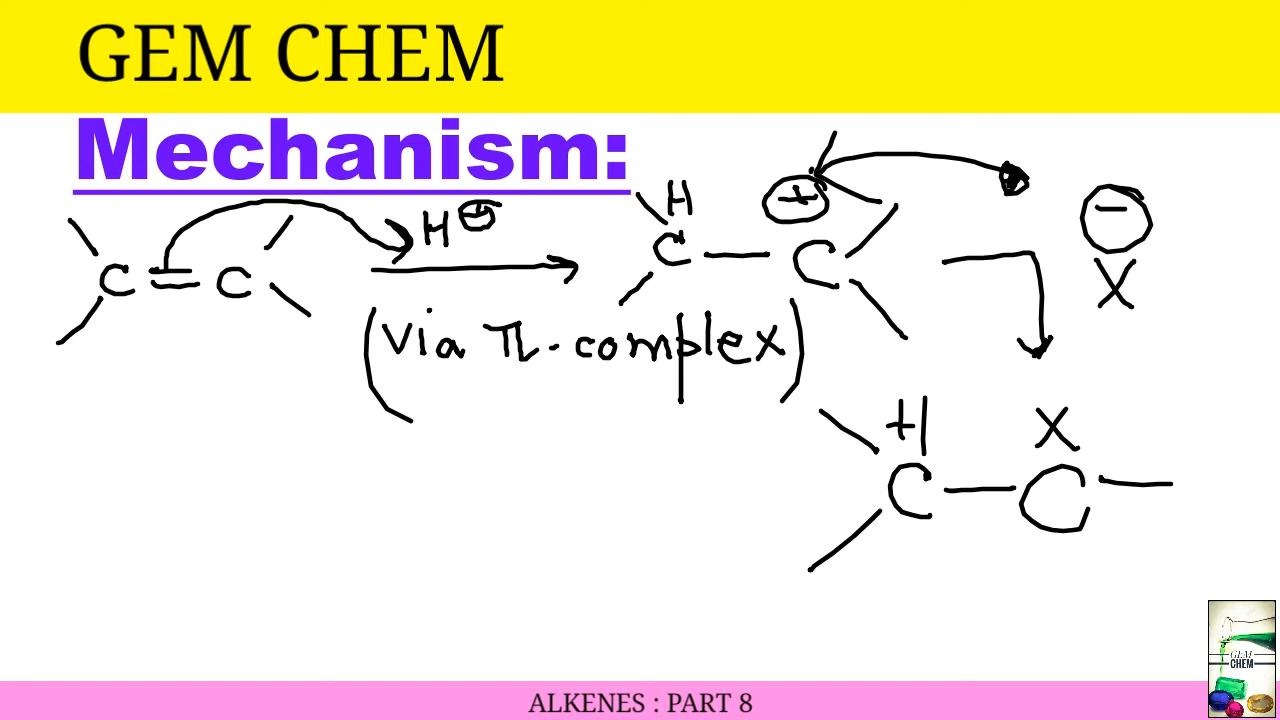 GEM CHEM
Mechanism:
C = C
H⊕
H
C — C
⊕
⊖
X
(via π-complex)
H X
C — C —
GEM
CHEM
ALKENES : PART 8